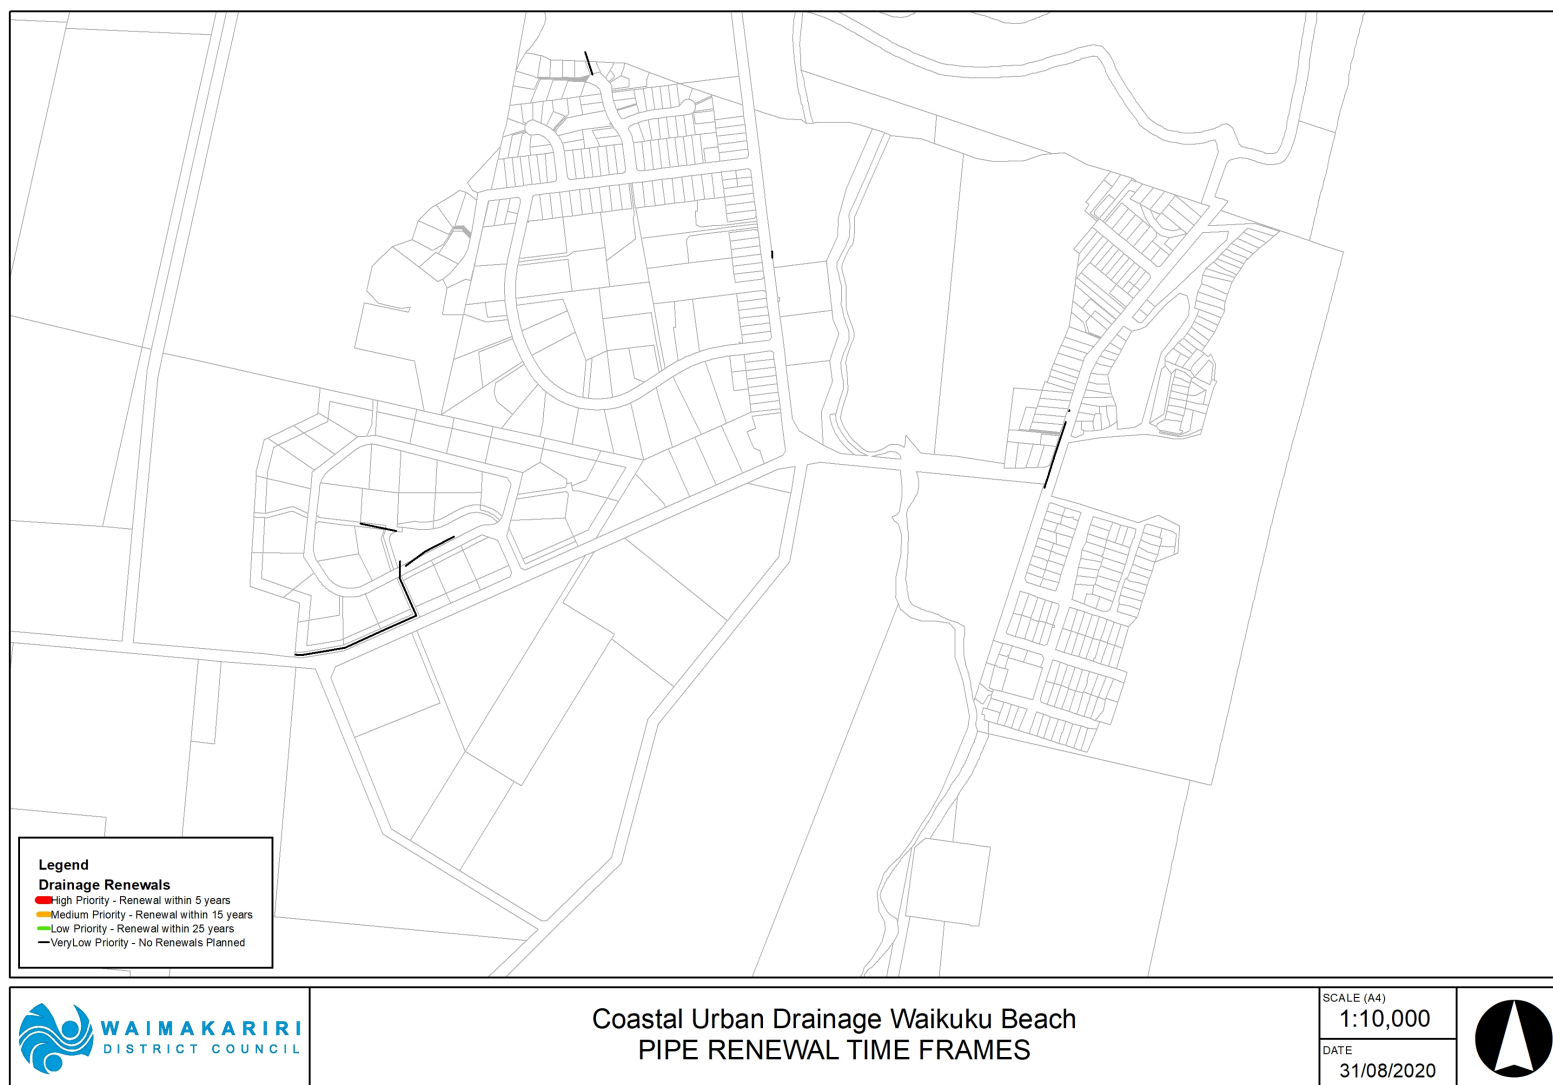 Legend
Drainage Renewals
High Priority - Renewal within 5 years
Medium Priority - Renewal within 15 years
Low Priority - Renewal within 25 years
VeryLow Priority - No Renewals Planned
WAIMAKARIRI
DISTRICT COUNCIL
Coastal Urban Drainage Waikuku Beach
PIPE RENEWAL TIME FRAMES
SCALE (A4)
1:10,000
DATE
31/08/2020